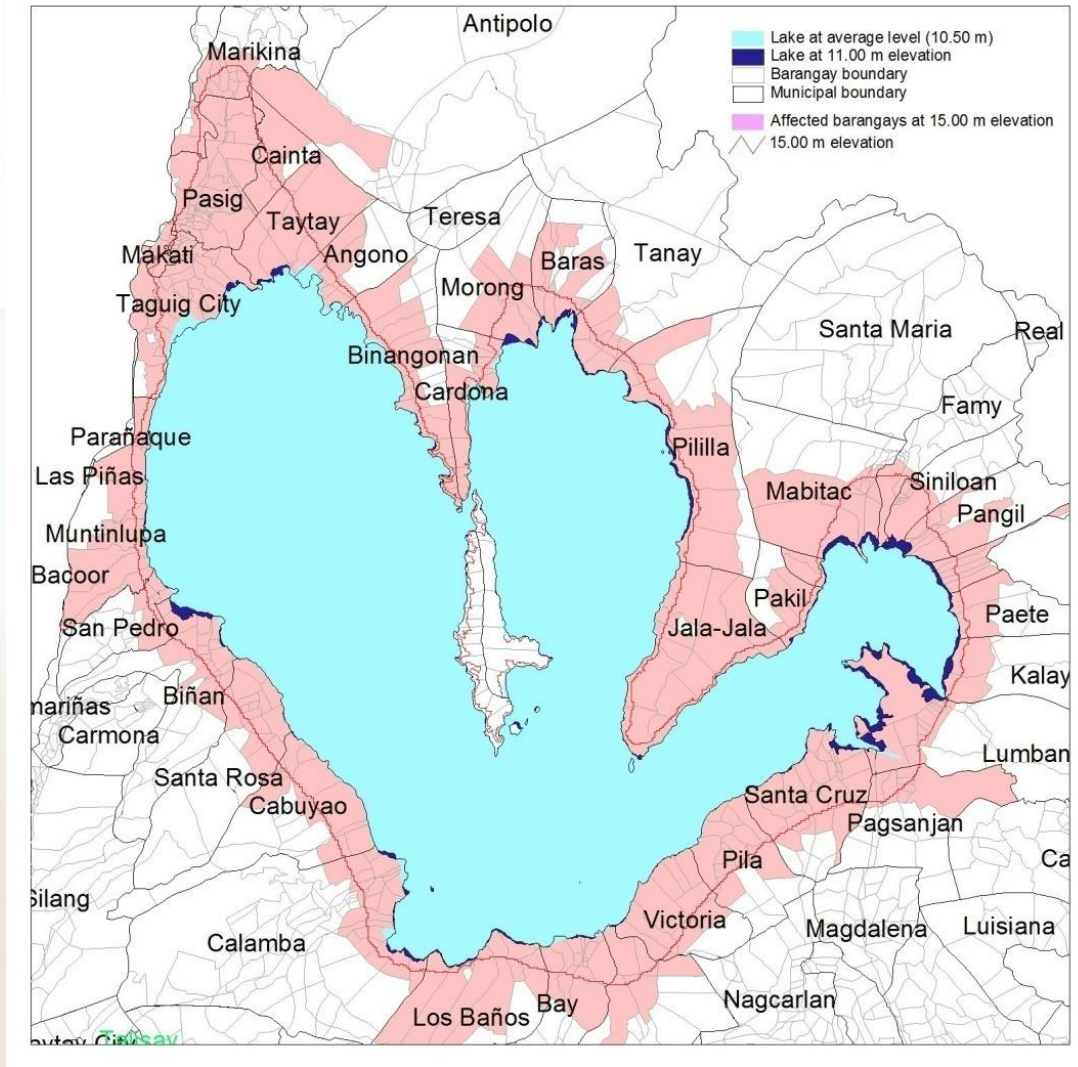 Antipolo
Marikina
Lake at average level (10.50 m)
Lake at 11.00 m elevation
Barangay boundary
Municipal boundary
Affected barangays at 15.00 m elevation
15.00 m elevation
Cainta
Pasig
Taytay
Teresa
Makati
Angono
Baras
Tanay
Morong
Taguig City
Santa Maria
Real
Binangonan
Cardona
Famy
Parañaque
Pililla
Las Piñas
Mabitac
Siniloan
Pangil
Muntinlupa
Bacoor
Pakil
Paete
San Pedro
Jala-Jala
Kalay
Biñan
mariñas
Carmona
Lumban
Santa Rosa
Cabuyao
Santa Cruz
Pagsanjan
Pila
Ca
Silang
Victoria
Magdalena
Luisiana
Calamba
Nagcarlan
Bay
Los Baños